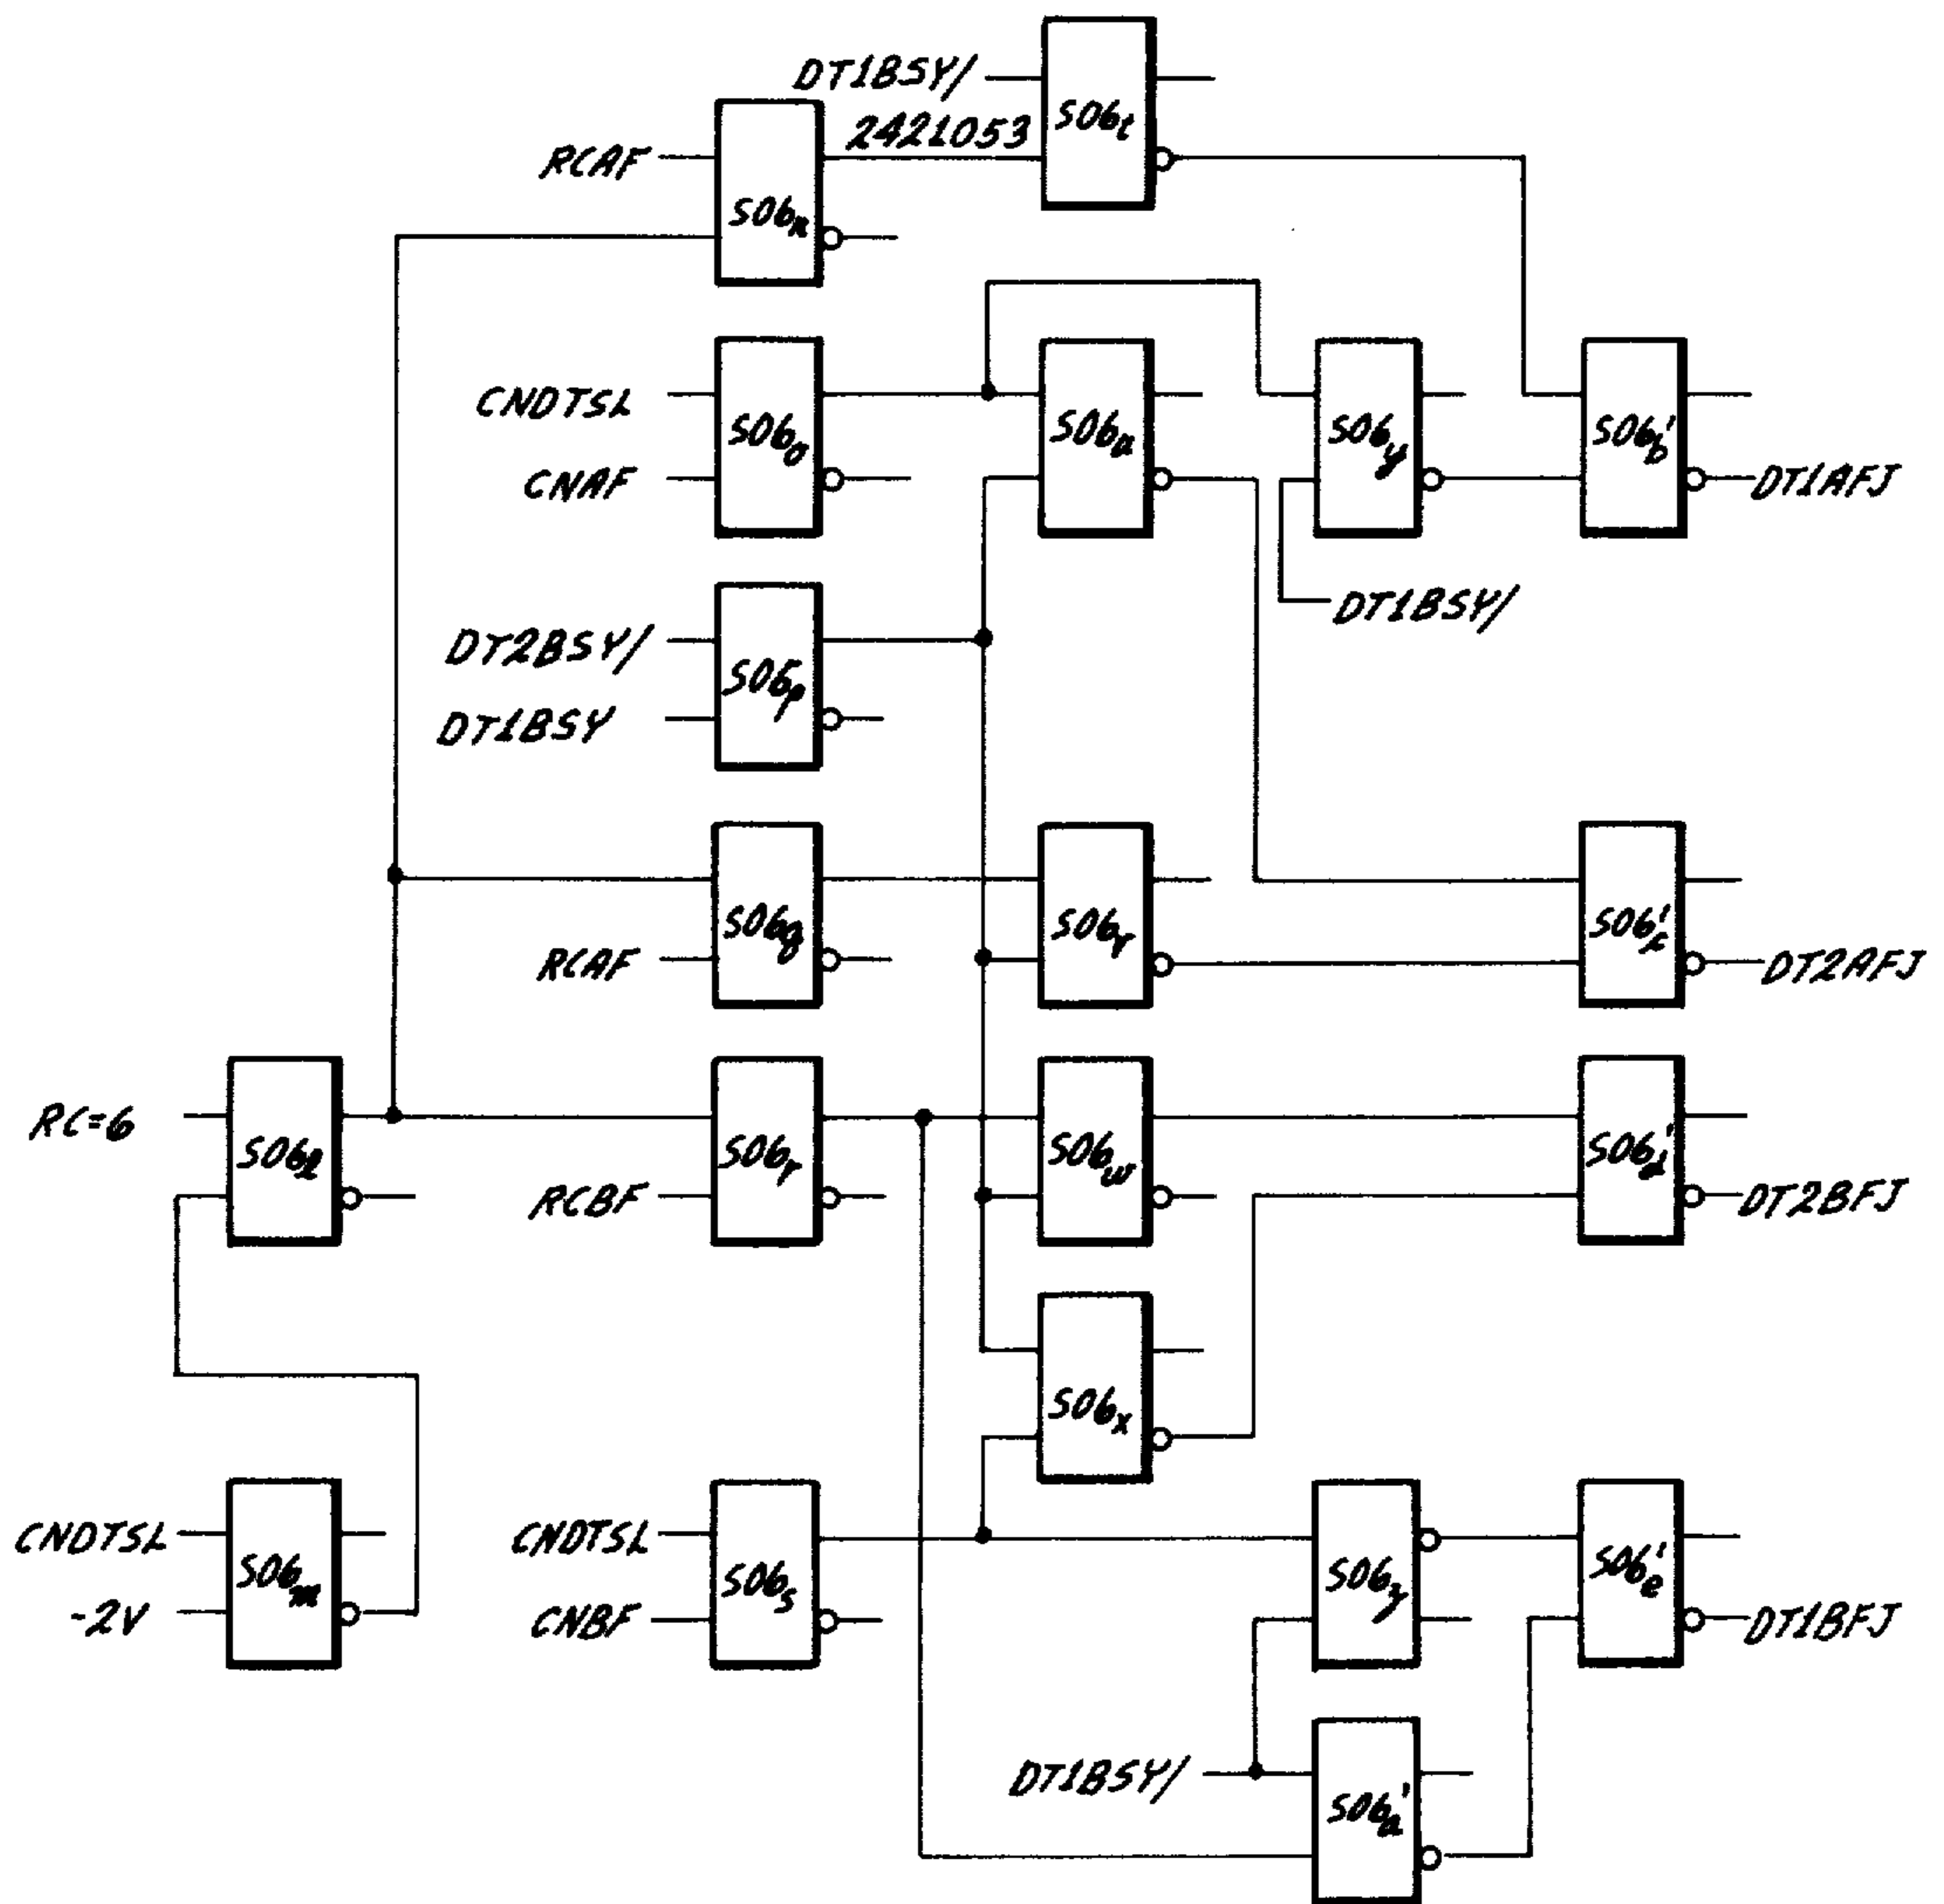 DT1BSY/
2421053
S06t
RCAF
S06n
CNDTSL
CNAF
S06o
S06u
S06y
S06b'
DT1AFJ
DT1BSY/
DT2BSY/
DT1BSY
S06p
RCAF
S06q
S06v
S06c'
DT2AFJ
RC=6
S06l
RCBF
S06r
S06w
S06d'
DT2BFJ
S06x
CNDTSL
-2V
S06m
CNDTSL
CNBF
S06s
S06z
S06e'
DT1BFJ
DT1BSY/
S06a'